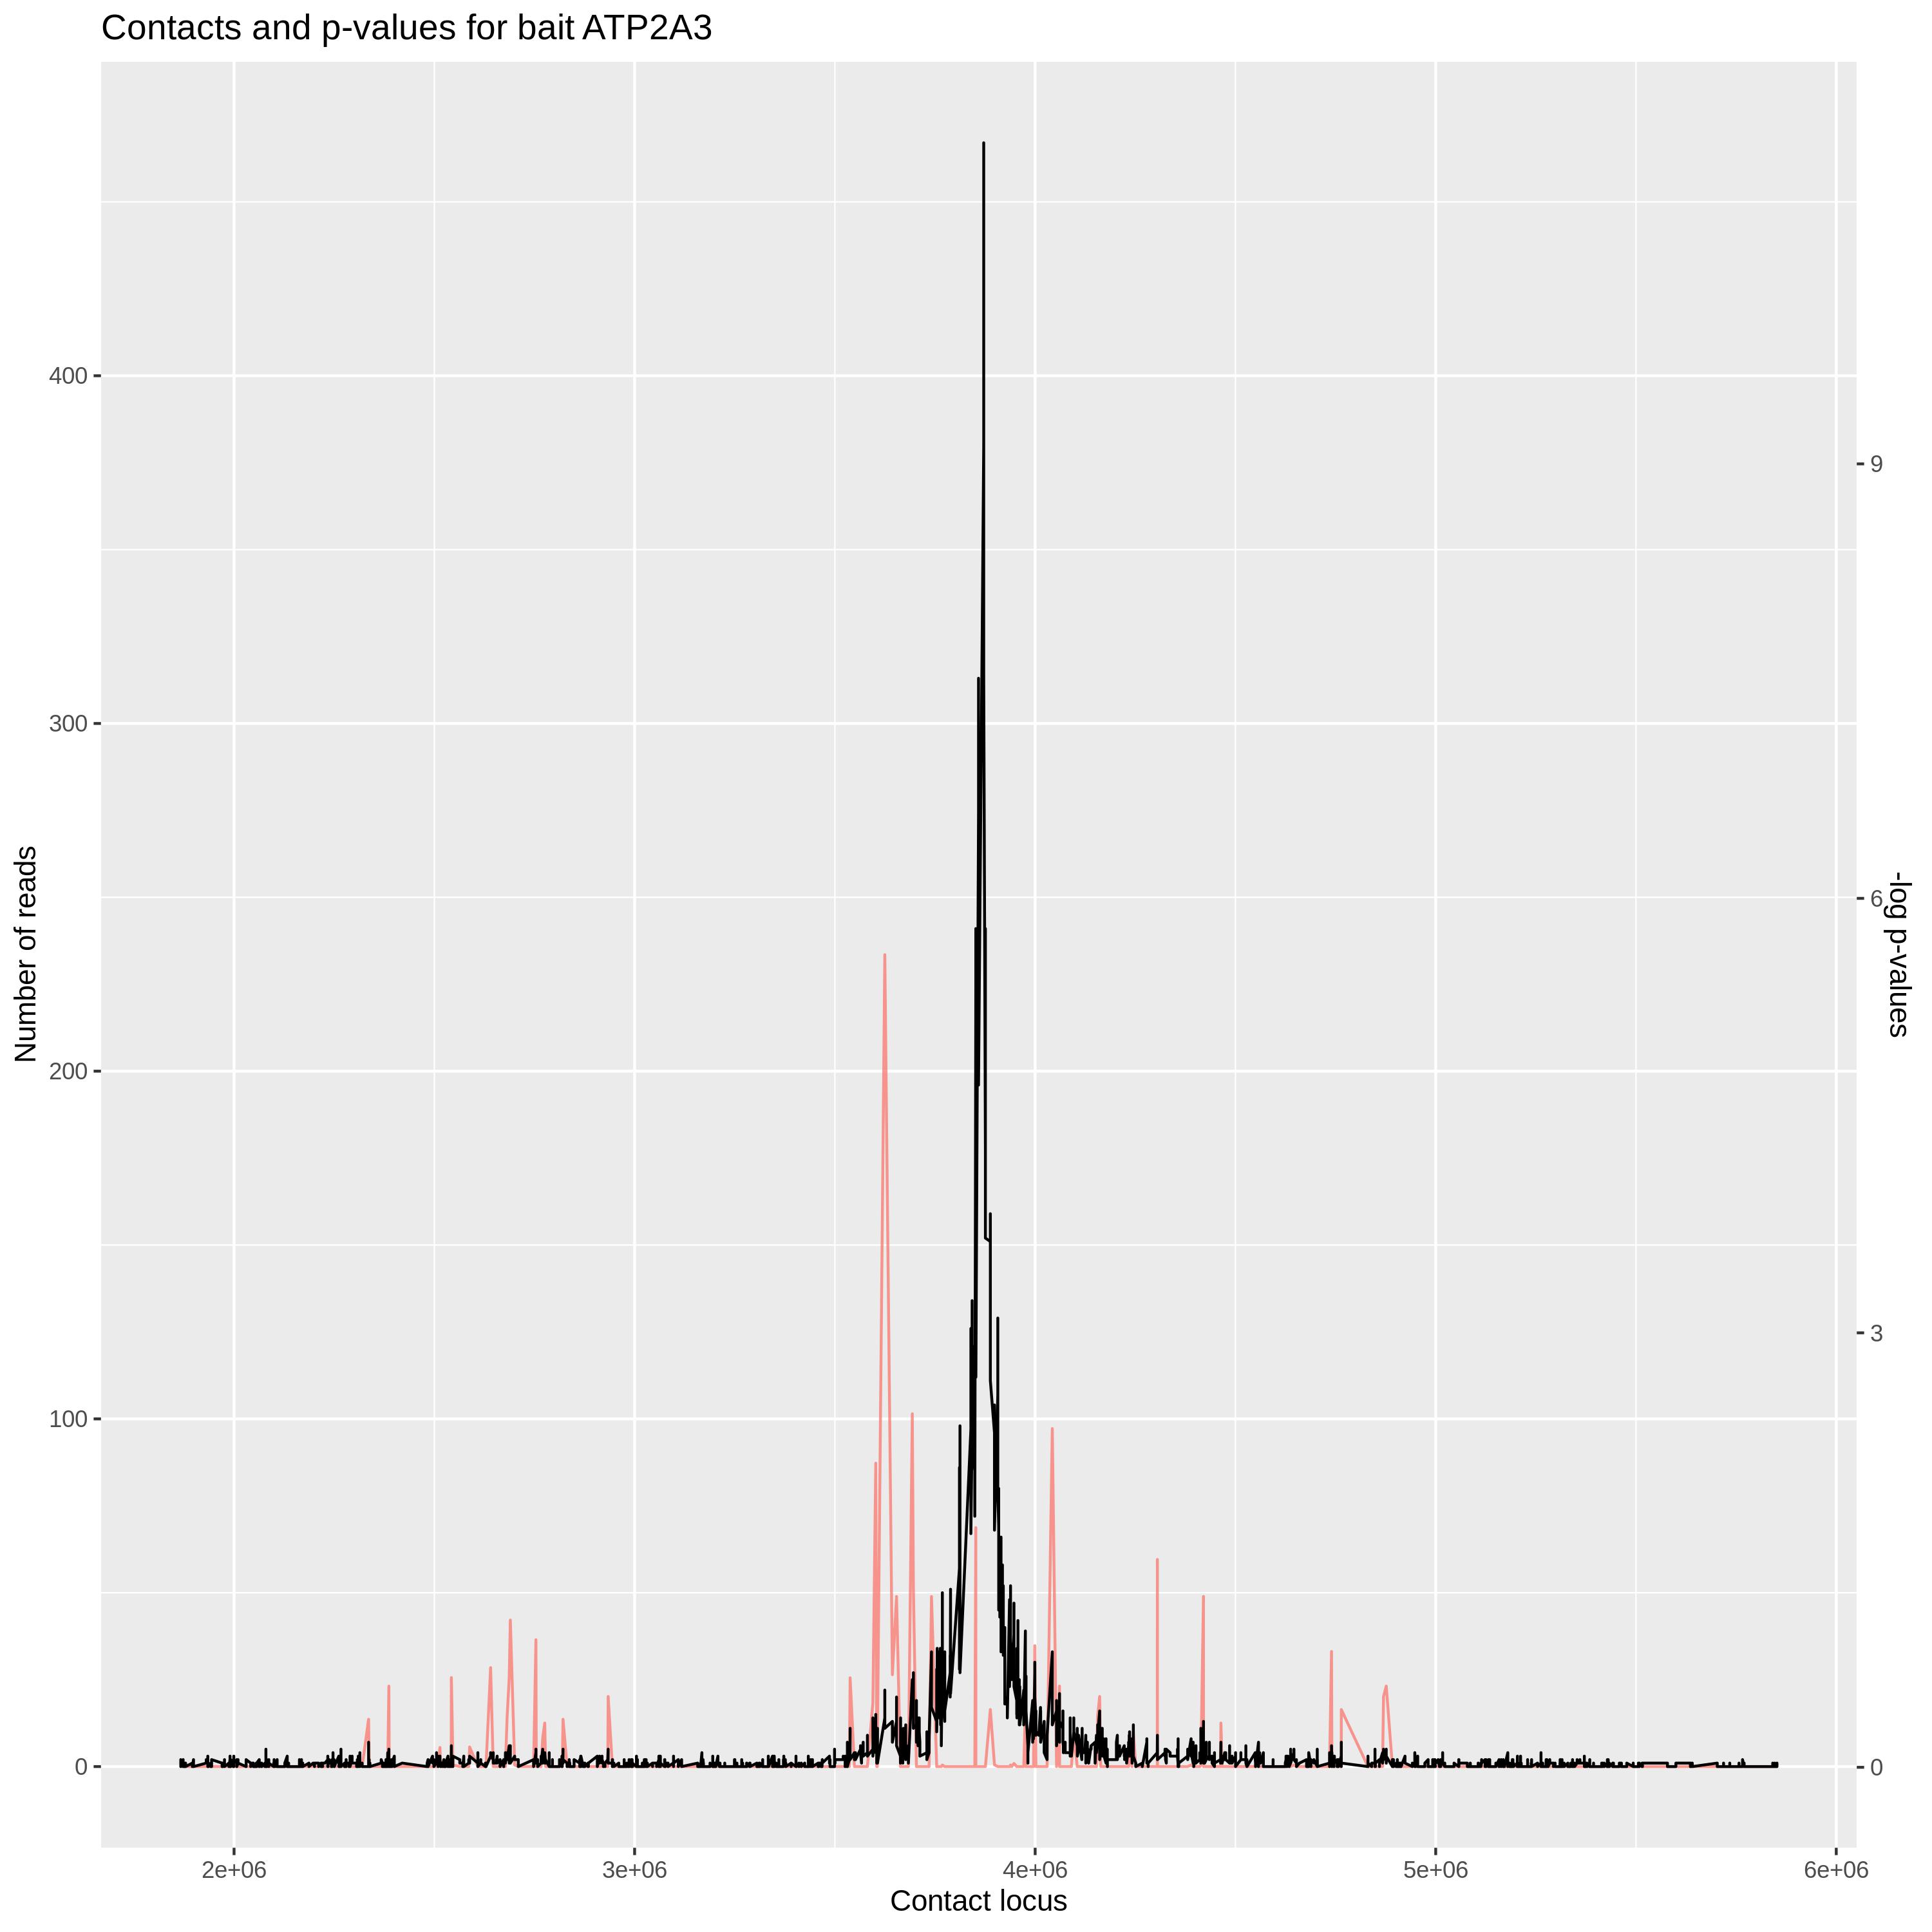 Contacts and p-values for bait ATP2A3
Number of reads
400
300
200
100
0
9
6
3
0
-log p-values
2e+06
3e+06
4e+06
5e+06
6e+06
Contact locus